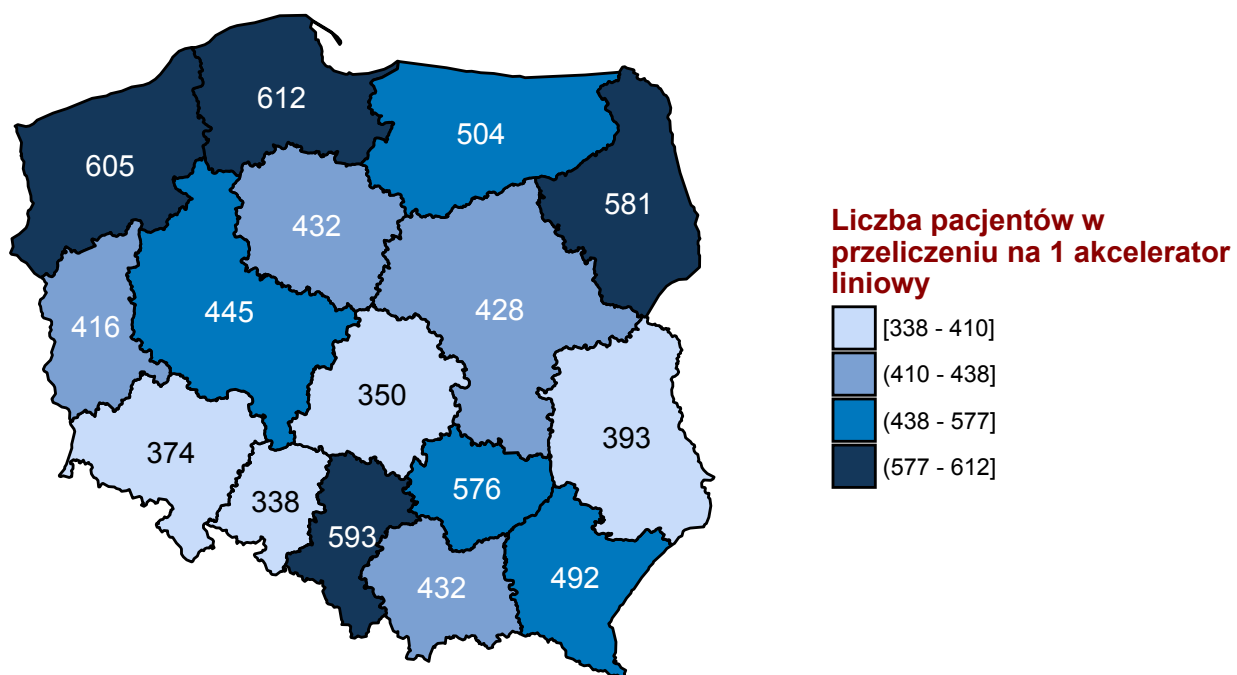 612
504
605
581
432
445
428
416
350
393
374
576
338
593
492
432
Liczba pacjentów w
przeliczeniu na 1 akcelerator
liniowy
[338 - 410]
(410 - 438]
(438 - 577]
(577 - 612]